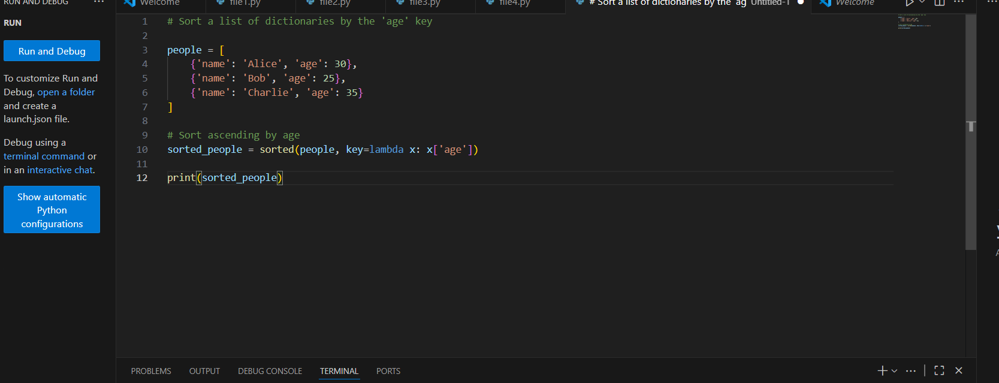 RUN AND DEBUG
Welcome
file1.py
file2.py
file3.py
file4.py
# Sort a list of dictionaries by the 'ag Untitled-1
Welcome
RUN
Run and Debug
To customize Run and
Debug, open a folder
and create a
launch.json file.
Debug using a
terminal command or
in an interactive chat.
Show automatic
Python
configurations
1 # Sort a list of dictionaries by the 'age' key
2
3 people = [
4 {'name': 'Alice', 'age': 30},
5 {'name': 'Bob', 'age': 25},
6 {'name': 'Charlie', 'age': 35}
7 ]
8
9 # Sort ascending by age
10 sorted_people = sorted(people, key=lambda x: x['age'])
11
12 print(sorted_people)
PROBLEMS OUTPUT DEBUG CONSOLE TERMINAL PORTS